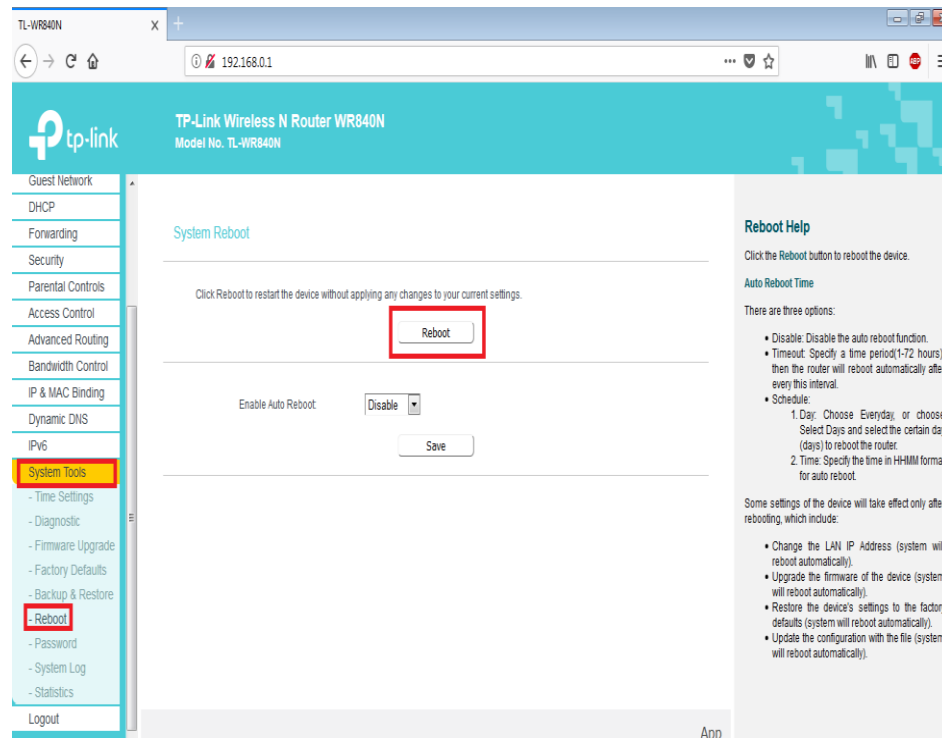 TL-WR840N
192.168.0.1
ABP
tp-link
TP-Link Wireless N Router WR840N
Model No. TL-WR840N
Guest Network
DHCP
Forwarding
Security
Parental Controls
Access Control
Advanced Routing
Bandwidth Control
IP & MAC Binding
Dynamic DNS
IPv6
System Tools
- Time Settings
- Diagnostic
- Firmware Upgrade
- Factory Defaults
- Backup & Restore
- Reboot
- Password
- System Log
- Statistics
Logout
System Reboot
Click Reboot to restart the device without applying any changes to your current settings.
Reboot
Enable Auto Reboot: Disable
Save
App
Reboot Help
Click the Reboot button to reboot the device.
Auto Reboot Time
There are three options:
• Disable: Disable the auto reboot function.
• Timeout: Specify a time period(1-72 hours)
then the router will reboot automatically afte
every this interval.
• Schedule:
1. Day: Choose Everyday, or choose
Select Days and select the certain day
(days) to reboot the router.
2. Time: Specify the time in HHMM forma
for auto reboot.
Some settings of the device will take effect only afte
rebooting, which include:
• Change the LAN IP Address (system wil
reboot automatically).
• Upgrade the firmware of the device (system
will reboot automatically).
• Restore the device's settings to the factory
defaults (system will reboot automatically).
• Update the configuration with the file (system
will reboot automatically).